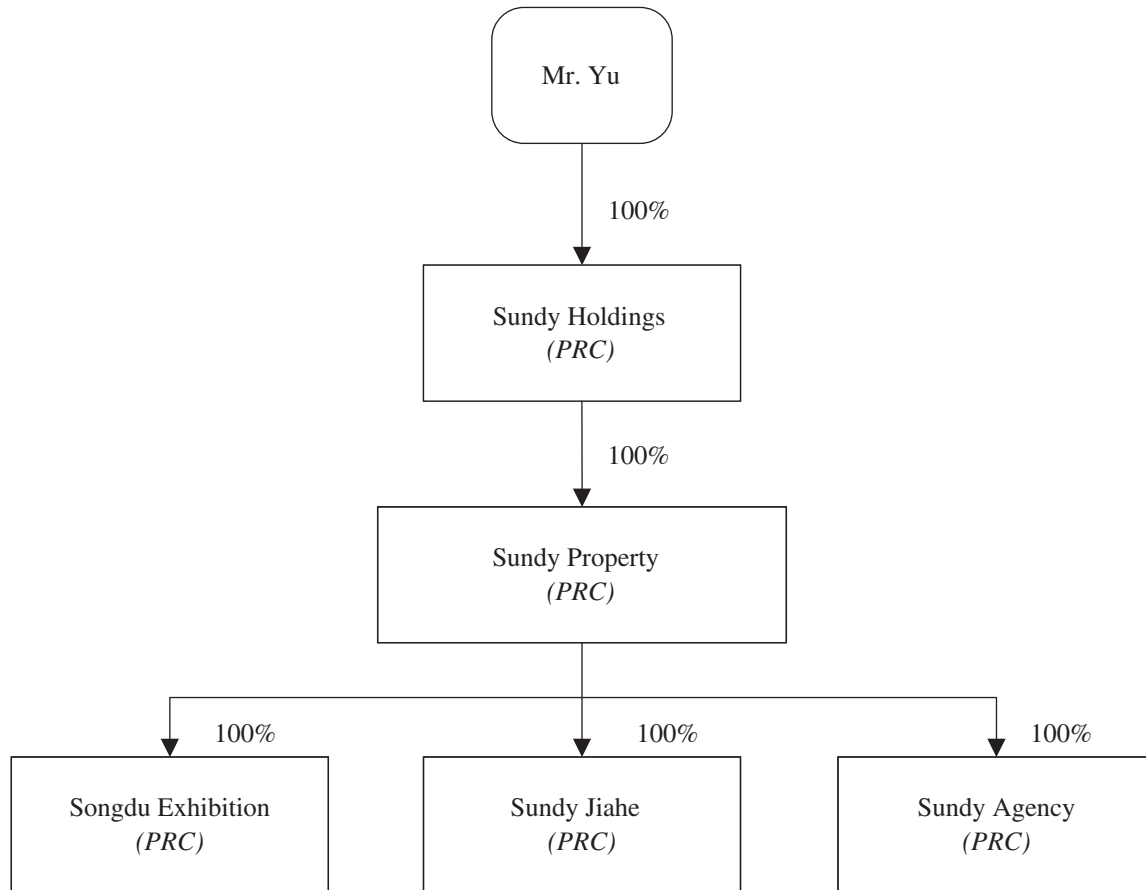 Mr. Yu
100%
Sundy Holdings
(PRC)
100%
Sundy Property
(PRC)
100%
100%
100%
Songdu Exhibition
(PRC)
Sundy Jiahe
(PRC)
Sundy Agency
(PRC)